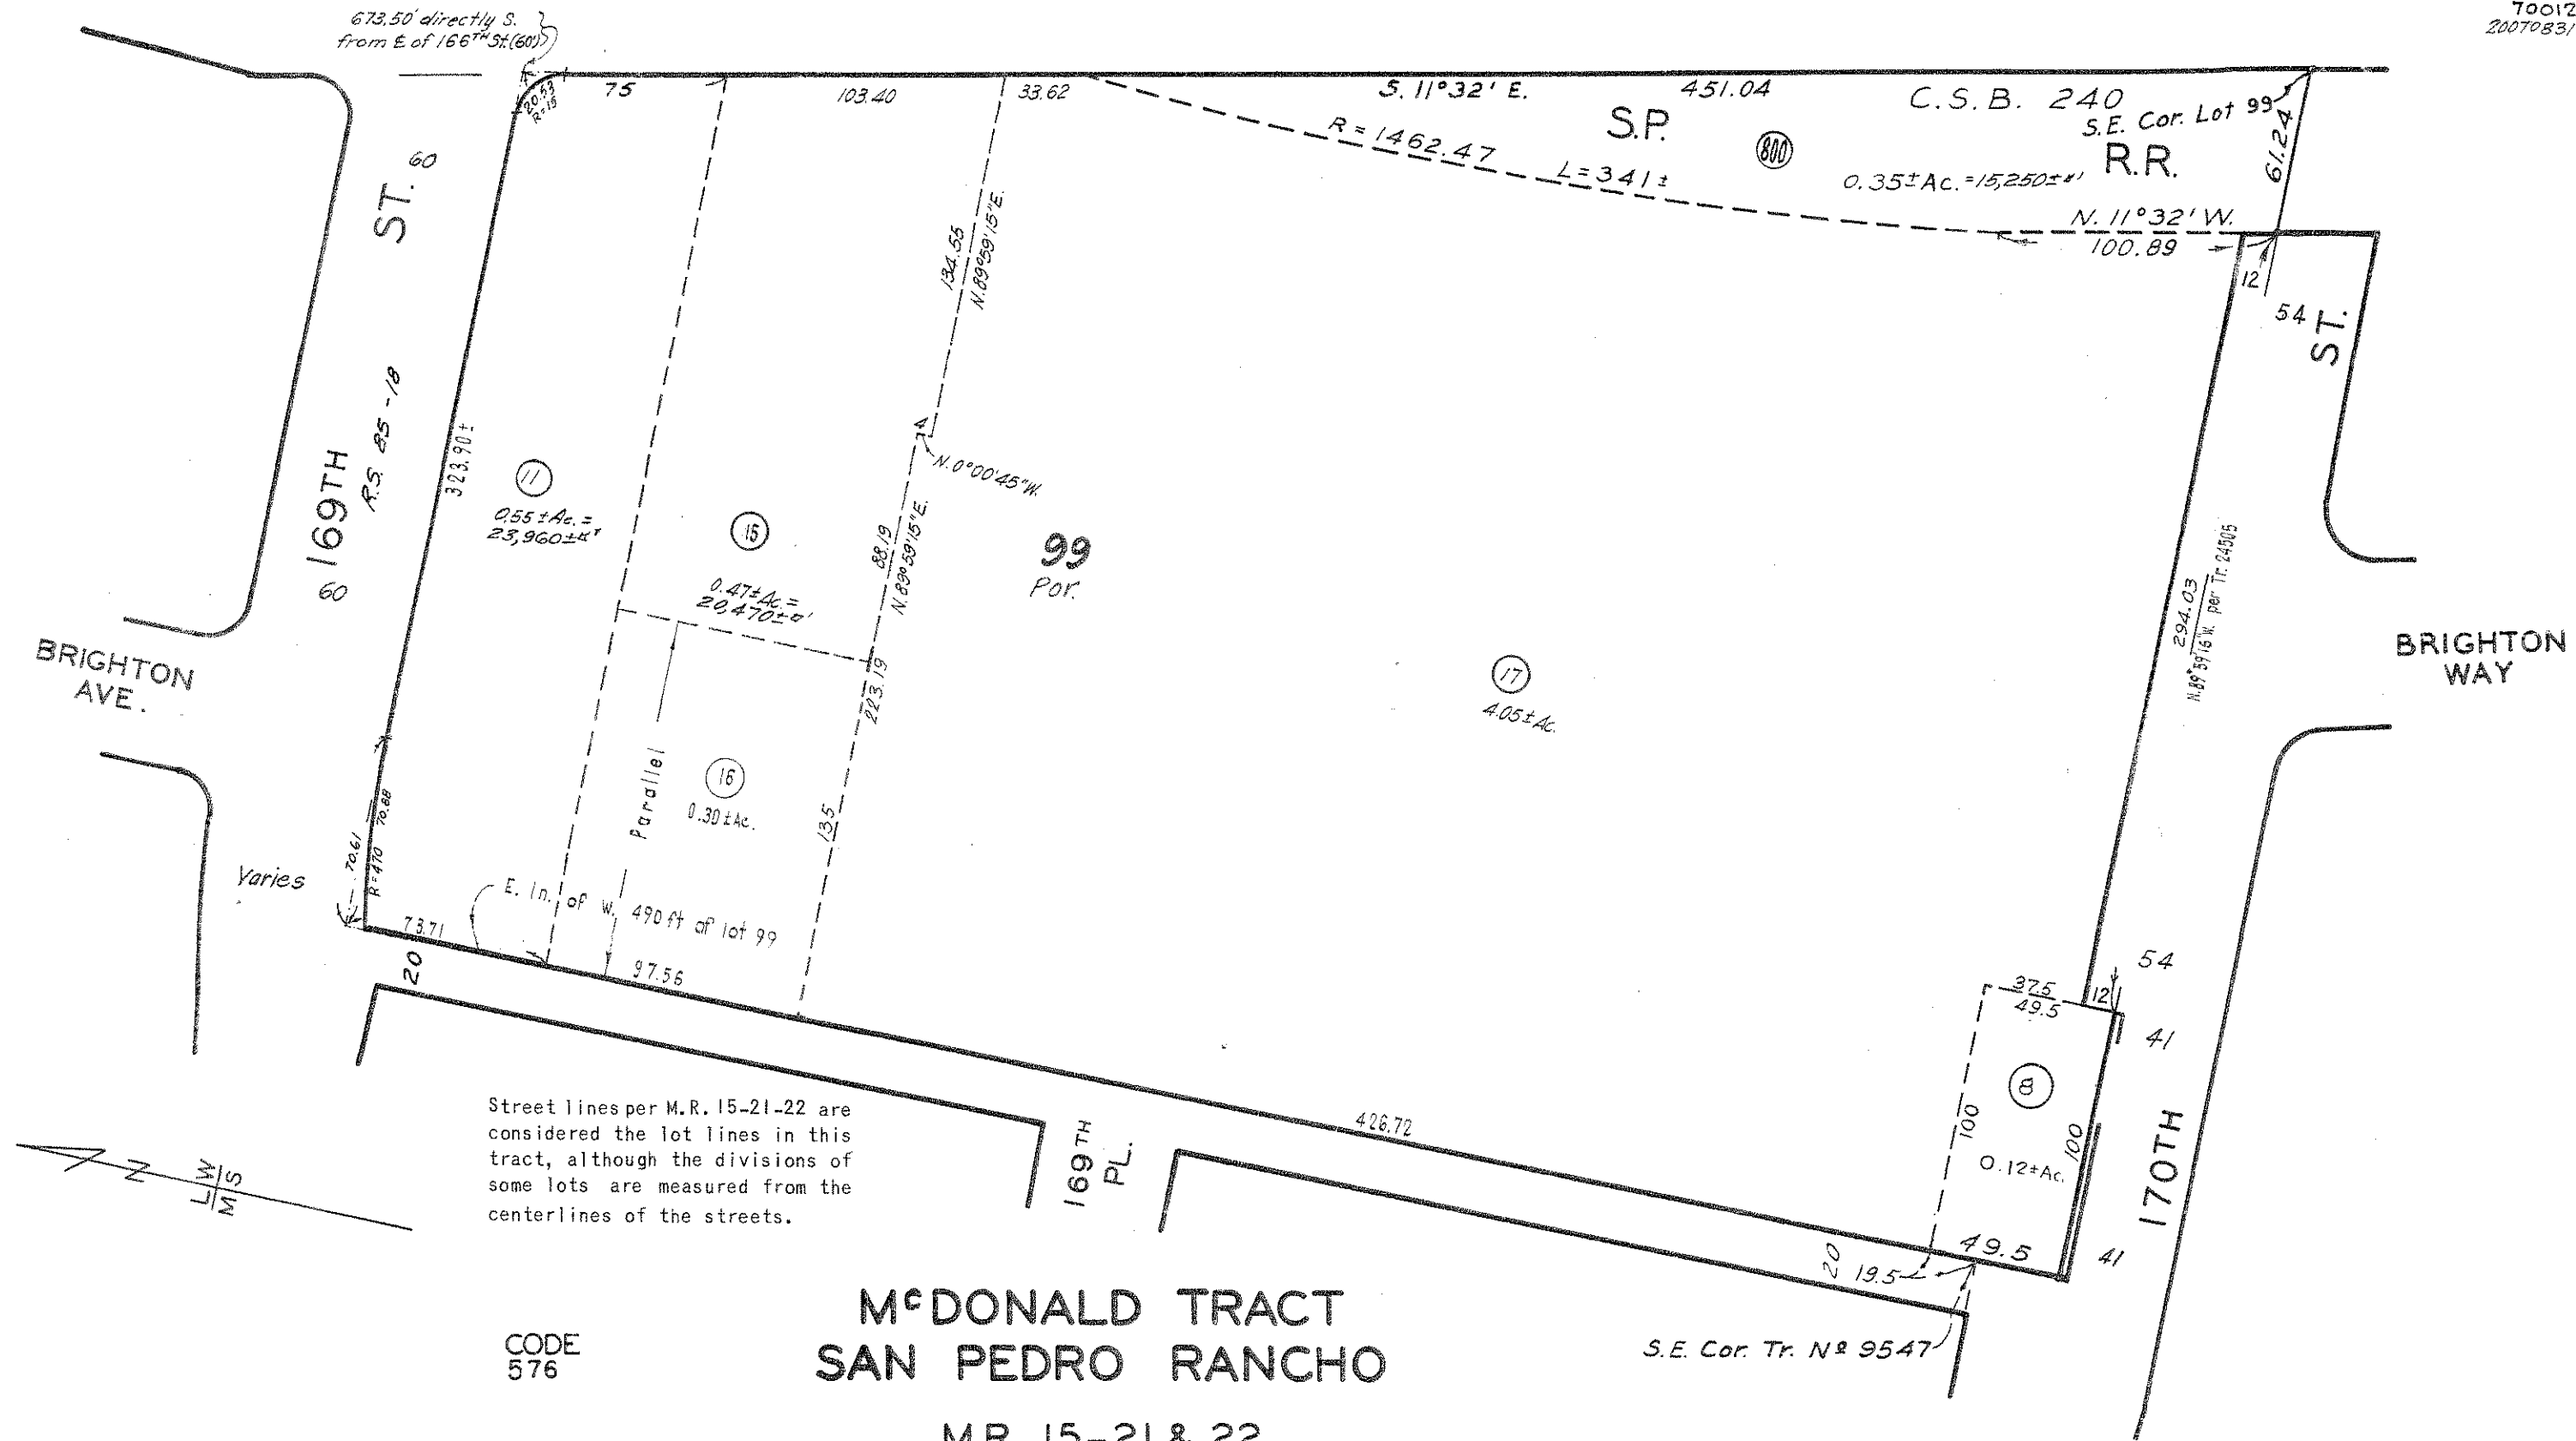 70012
20070831
673.50' directly S.
from ₤ of 166TH St.(60')
20.53
R=15
75
103.40
33.62
S. 11°32' E.
451.04
C.S.B. 240
S.E. Cor. Lot 99
61.24
S.P.
800
R.R.
R = 1462.47
L = 341±
0.35±Ac.=15,250±□'
N. 11°32' W.
100.89
12
54
ST.
60
ST.
R.S. 85-18
169TH
60
323.90±
11
0.55±Ac.=
23,960±□'
134.55
N.89°59'15"E.
N.0°00'45"W.
15
0.47±Ac.=
20,470±□'
88.19
N.89°59'15"E.
99
Por.
223.19
17
4.05±Ac.
294.03
N.89°59'16"W. per Tr. 24505
BRIGHTON
AVE.
BRIGHTON
WAY
Parallel
16
0.30±Ac.
135
70.61
R=470
70.88
Varies
E. ln. of W. 490 ft of lot 99
73.71
20
97.56
54
37.5
49.5
12
41
8
100
100
0.12±Ac.
170TH
426.72
Street lines per M.R. 15-21-22 are
considered the lot lines in this
tract, although the divisions of
some lots are measured from the
centerlines of the streets.
N
L W
M S
169TH
PL.
49.5
20
19.5
41
S.E. Cor. Tr. Nº 9547
McDONALD TRACT
SAN PEDRO RANCHO
CODE
576
M.R. 15-21 & 22